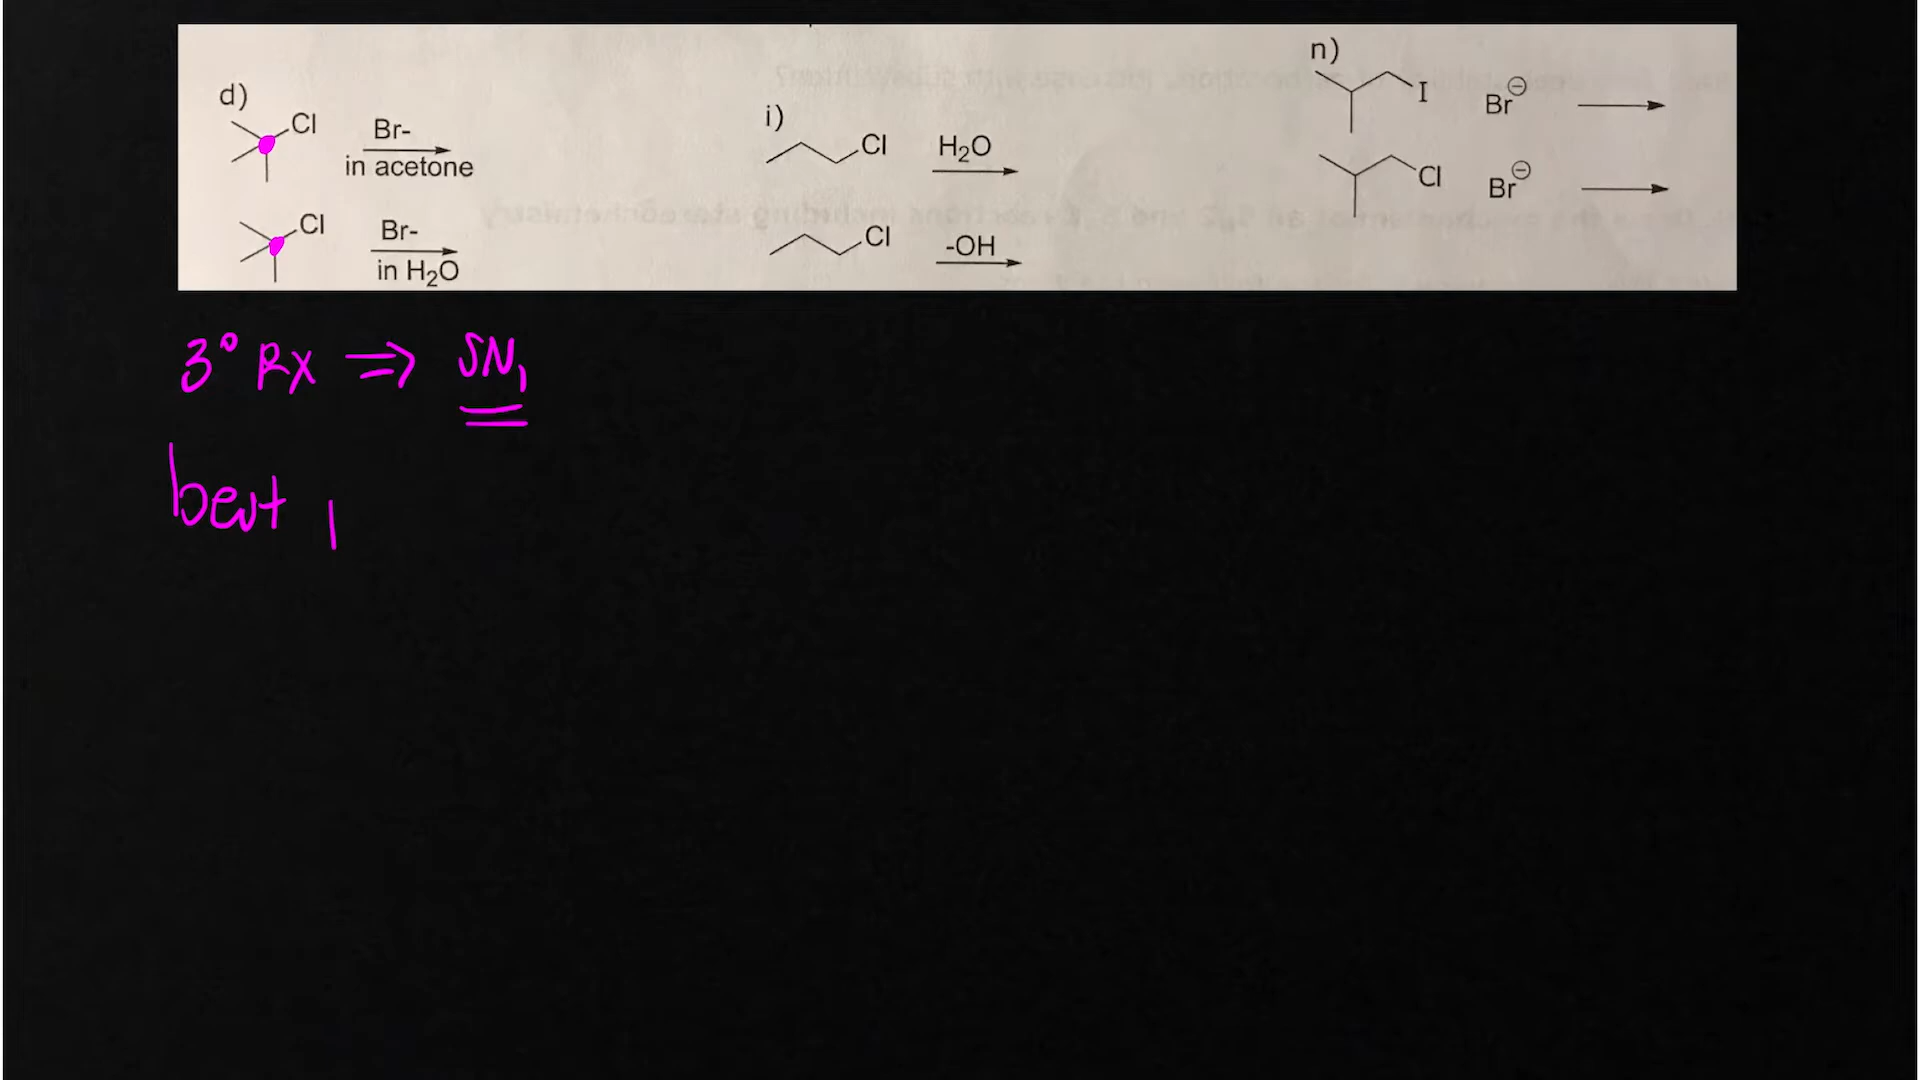 d)
Cl
Br-
in acetone
Cl
Br-
in H₂O
i)
Cl
H₂O
Cl
-OH
n)
I
Br⊖
Cl
Br⊖
3° RX ⇒ SN₁
best